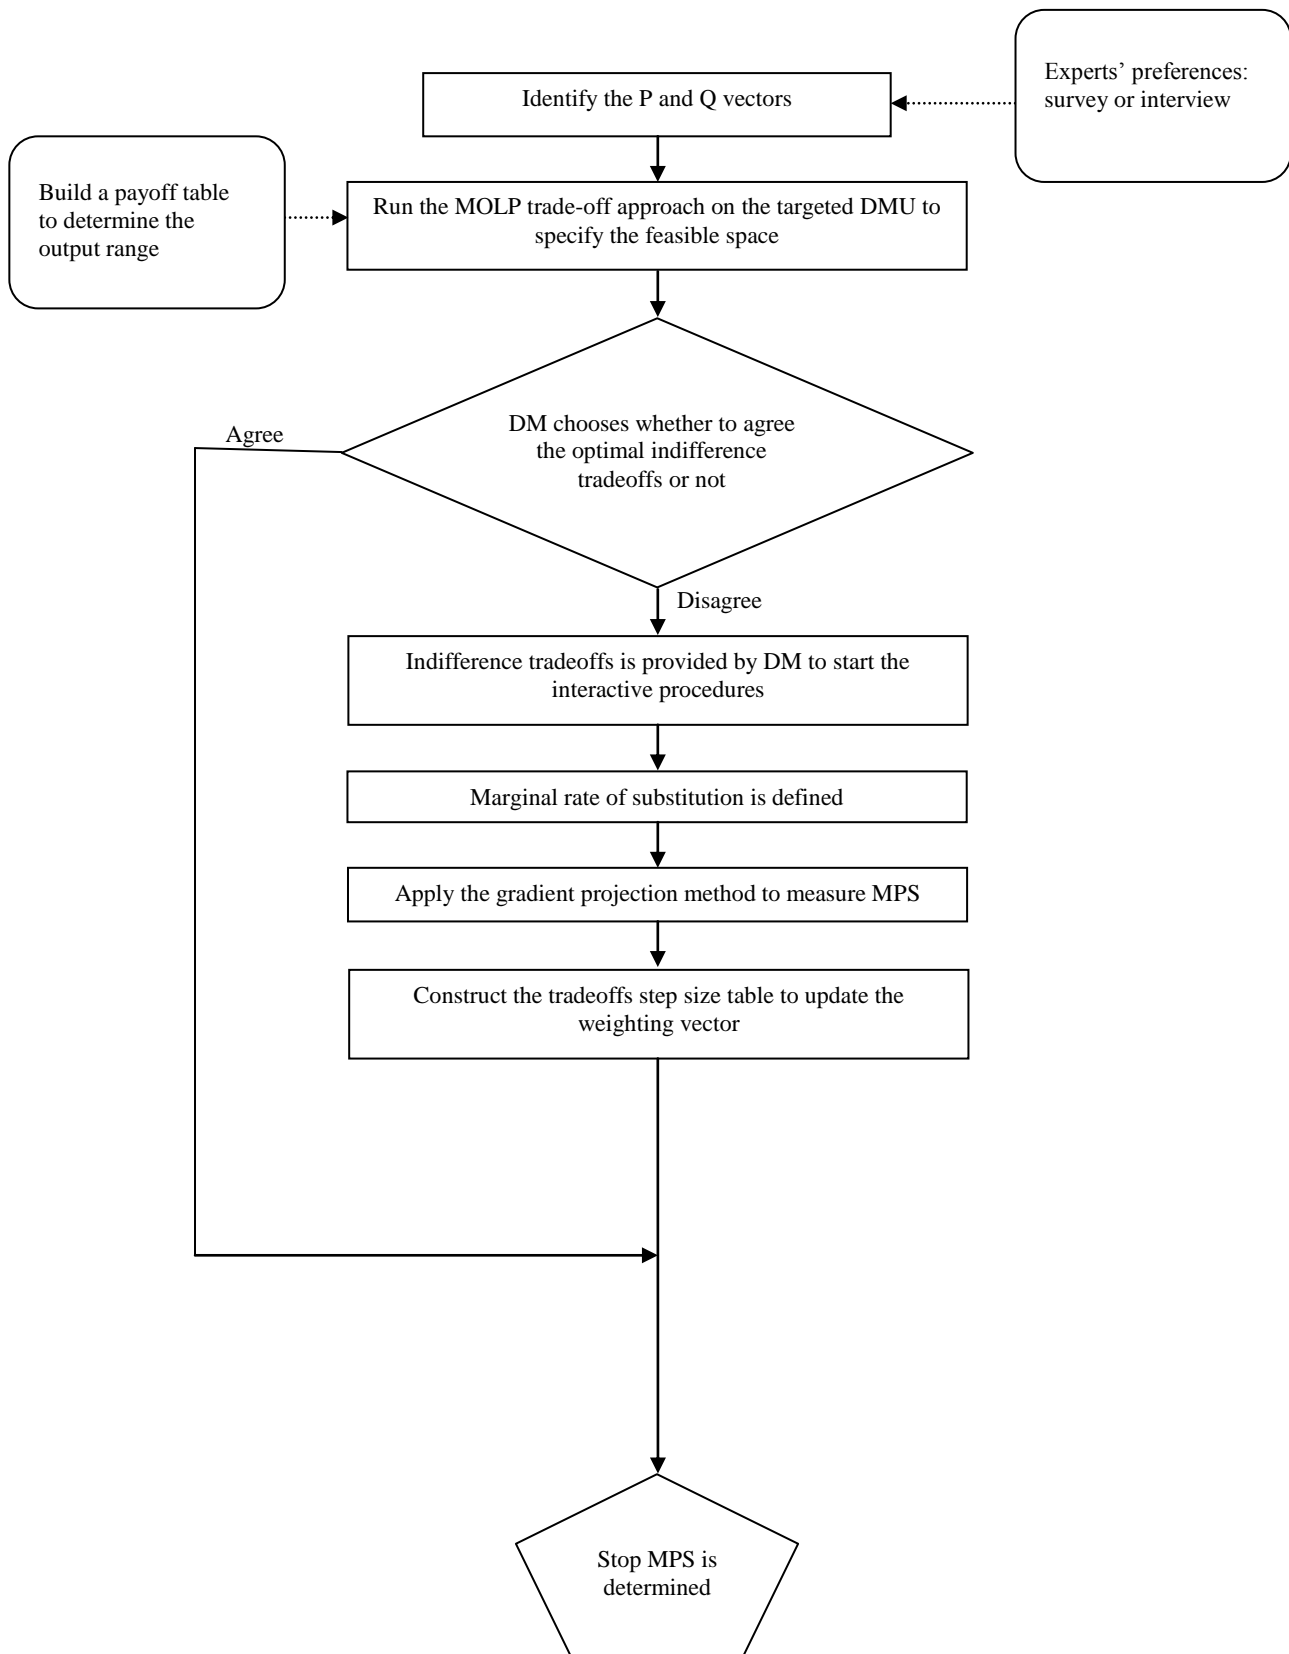 Experts’ preferences:
survey or interview
Identify the P and Q vectors
Build a payoff table
to determine the
output range
Run the MOLP trade-off approach on the targeted DMU to
specify the feasible space
DM chooses whether to agree
the optimal indifference
tradeoffs or not
Agree
Disagree
Indifference tradeoffs is provided by DM to start the
interactive procedures
Marginal rate of substitution is defined
Apply the gradient projection method to measure MPS
Construct the tradeoffs step size table to update the
weighting vector
Stop MPS is
determined